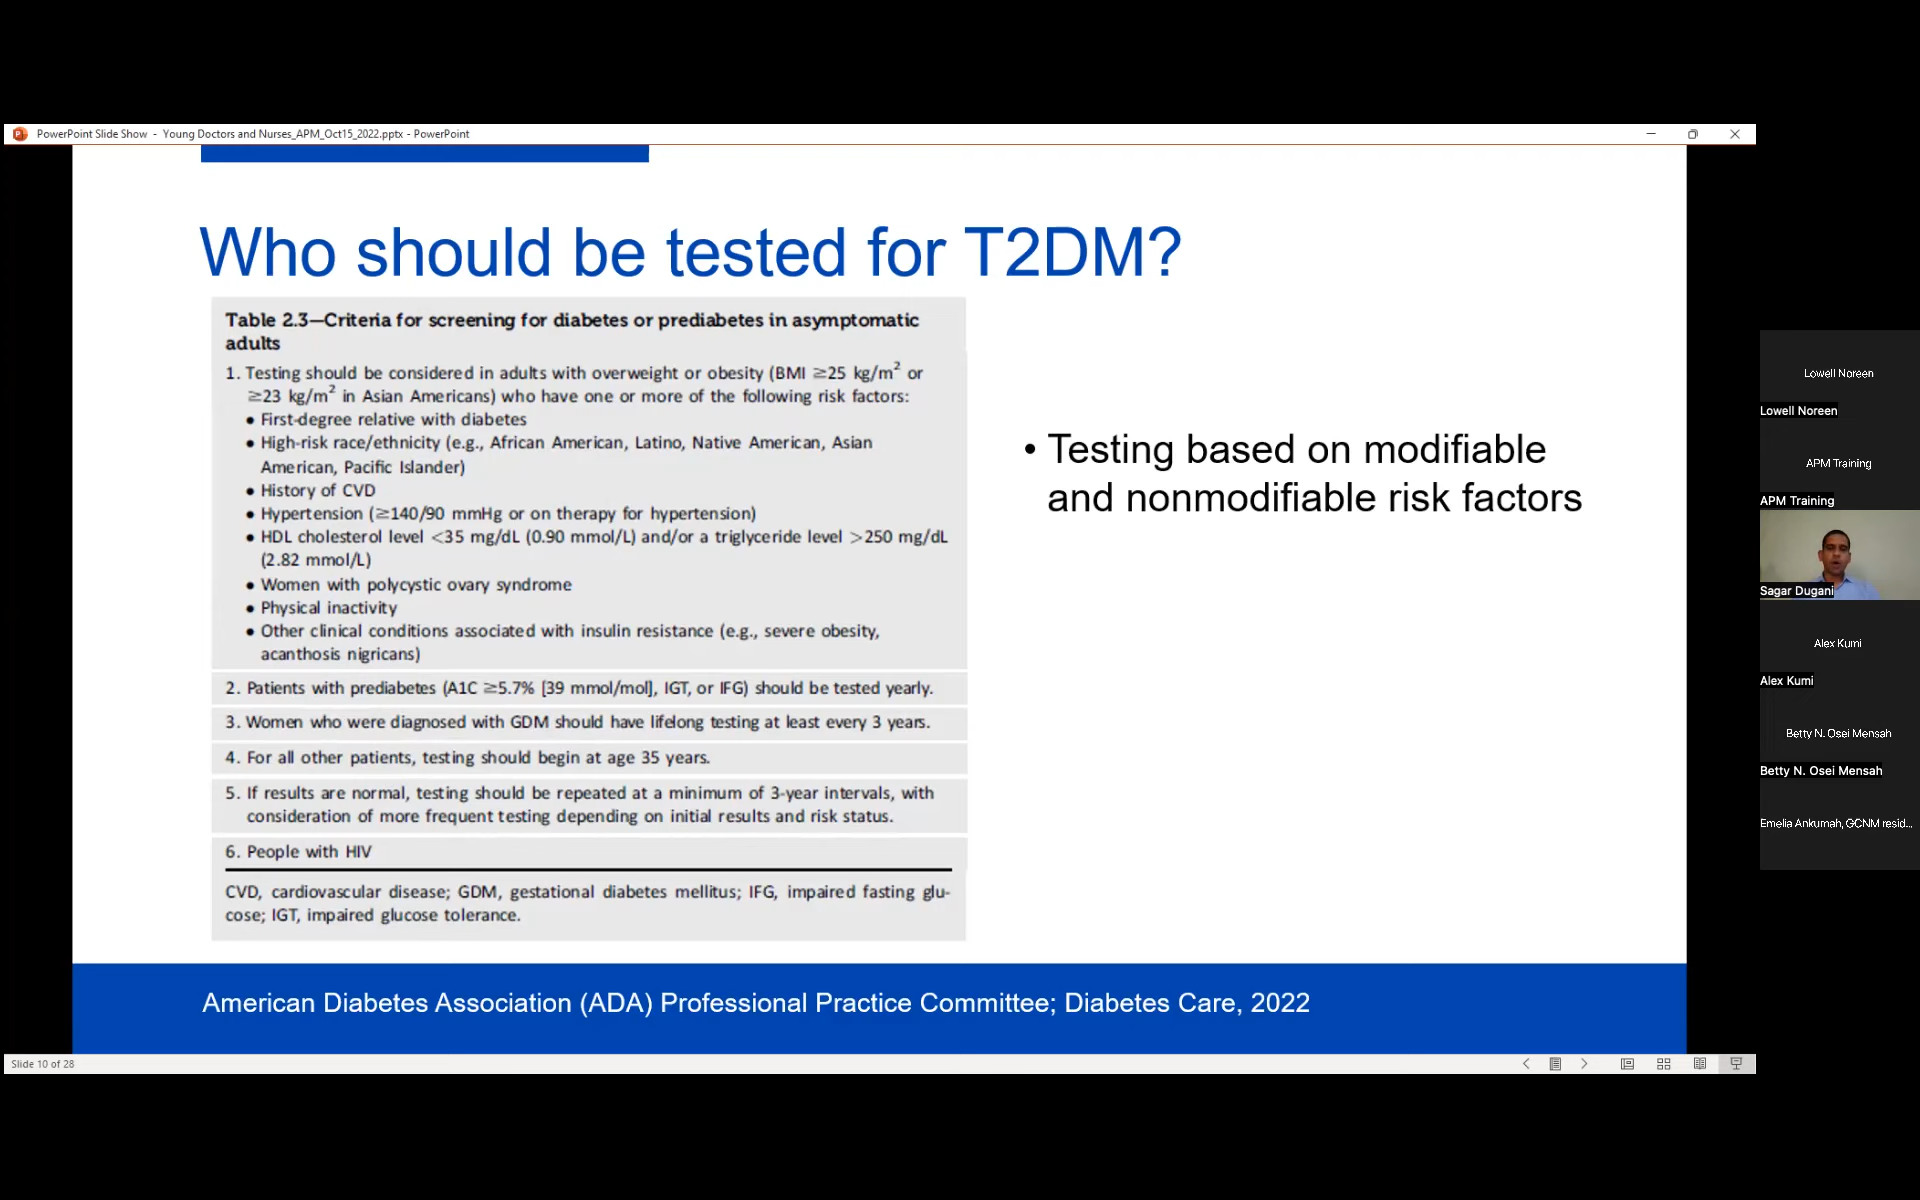 PowerPoint Slide Show - Young Doctors and Nurses_APM_Oct15_2022.pptx - PowerPoint
Who should be tested for T2DM?
Table 2.3—Criteria for screening for diabetes or prediabetes in asymptomatic
adults
1. Testing should be considered in adults with overweight or obesity (BMI ≥25 kg/m² or
≥23 kg/m² in Asian Americans) who have one or more of the following risk factors:
• First-degree relative with diabetes
• High-risk race/ethnicity (e.g., African American, Latino, Native American, Asian
American, Pacific Islander)
• History of CVD
• Hypertension (≥140/90 mmHg or on therapy for hypertension)
• HDL cholesterol level <35 mg/dL (0.90 mmol/L) and/or a triglyceride level >250 mg/dL
(2.82 mmol/L)
• Women with polycystic ovary syndrome
• Physical inactivity
• Other clinical conditions associated with insulin resistance (e.g., severe obesity,
acanthosis nigricans)
2. Patients with prediabetes (A1C ≥5.7% [39 mmol/mol], IGT, or IFG) should be tested yearly.
3. Women who were diagnosed with GDM should have lifelong testing at least every 3 years.
4. For all other patients, testing should begin at age 35 years.
5. If results are normal, testing should be repeated at a minimum of 3-year intervals, with
consideration of more frequent testing depending on initial results and risk status.
6. People with HIV
CVD, cardiovascular disease; GDM, gestational diabetes mellitus; IFG, impaired fasting glu-
cose; IGT, impaired glucose tolerance.
• Testing based on modifiable
and nonmodifiable risk factors
American Diabetes Association (ADA) Professional Practice Committee; Diabetes Care, 2022
Slide 10 of 28
Lowell Noreen
Lowell Noreen
APM Training
APM Training
Sagar Dugani
Alex Kumi
Alex Kumi
Betty N. Osei Mensah
Betty N. Osei Mensah
Emelia Ankumah, GCNM resid...